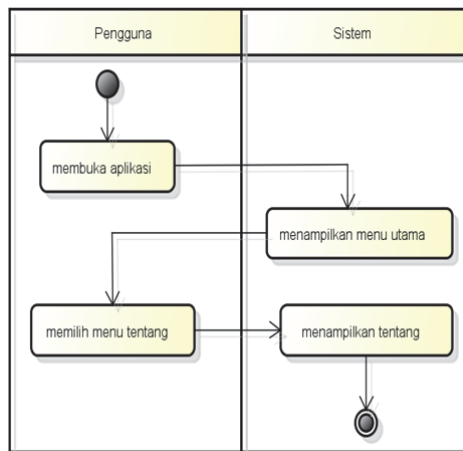 Pengguna
Sistem
membuka aplikasi
menampilkan menu utama
memilih menu tentang
menampilkan tentang